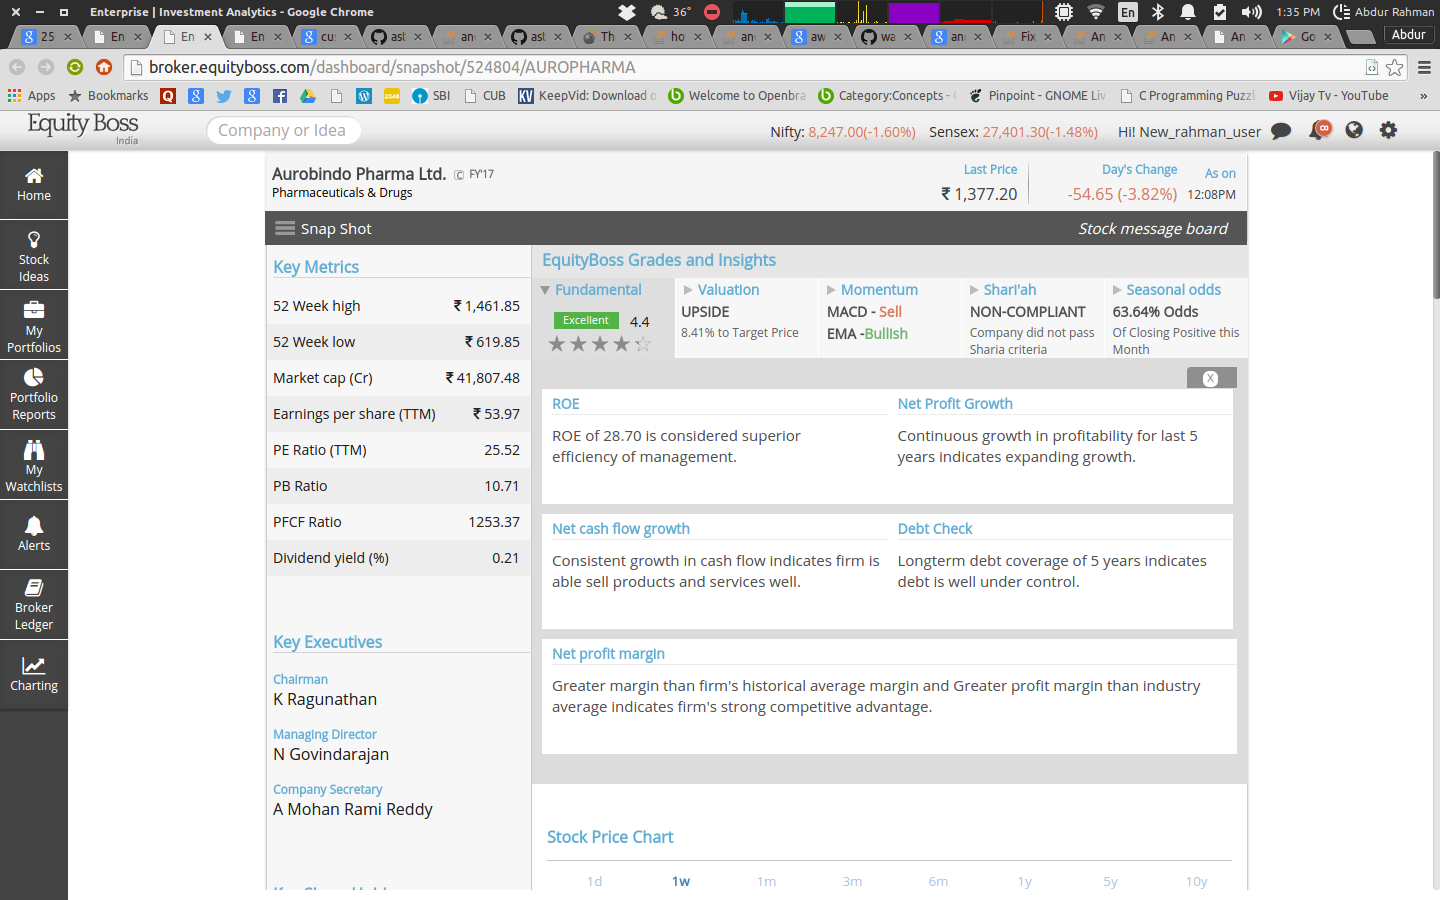 Enterprise | Investment Analytics - Google Chrome
36°
En
1:35 PM
Abdur Rahman
25
En
En
En
cu
ast
an
ast
Th
ho
an
aw
wa
an
Fix
An
An
An
Go
Abdur
broker.equityboss.com/dashboard/snapshot/524804/AUROPHARMA
Apps
Bookmarks
SBI
CUB
KeepVid: Download
Welcome to Openbra
Category:Concepts -
Pinpoint - GNOME Liv
C Programming Puzzl
Vijay Tv - YouTube
»
Equity Boss
India
Company or Idea
Nifty: 8,247.00(-1.60%)
Sensex: 27,401.30(-1.48%)
Hi! New_rahman_user
8
Home
Stock
Ideas
My
Portfolios
Portfolio
Reports
My
Watchlists
Alerts
Broker
Ledger
Charting
Aurobindo Pharma Ltd. C FY'17
Pharmaceuticals & Drugs
Last Price
₹ 1,377.20
Day's Change
-54.65 (-3.82%)
As on
12:08PM
Snap Shot
Stock message board
Key Metrics
52 Week high ₹ 1,461.85
52 Week low ₹ 619.85
Market cap (Cr) ₹ 41,807.48
Earnings per share (TTM) ₹ 53.97
PE Ratio (TTM) 25.52
PB Ratio 10.71
PFCF Ratio 1253.37
Dividend yield (%) 0.21
Key Executives
Chairman
K Ragunathan
Managing Director
N Govindarajan
Company Secretary
A Mohan Rami Reddy
EquityBoss Grades and Insights
Fundamental
Excellent 4.4
Valuation
UPSIDE
8.41% to Target Price
Momentum
MACD - Sell
EMA -Bullish
Shari'ah
NON-COMPLIANT
Company did not pass
Sharia criteria
Seasonal odds
63.64% Odds
Of Closing Positive this
Month
X
ROE
ROE of 28.70 is considered superior
efficiency of management.
Net Profit Growth
Continuous growth in profitability for last 5
years indicates expanding growth.
Net cash flow growth
Consistent growth in cash flow indicates firm is
able sell products and services well.
Debt Check
Longterm debt coverage of 5 years indicates
debt is well under control.
Net profit margin
Greater margin than firm's historical average margin and Greater profit margin than industry
average indicates firm's strong competitive advantage.
Stock Price Chart
1d 1w 1m 3m 6m 1y 5y 10y